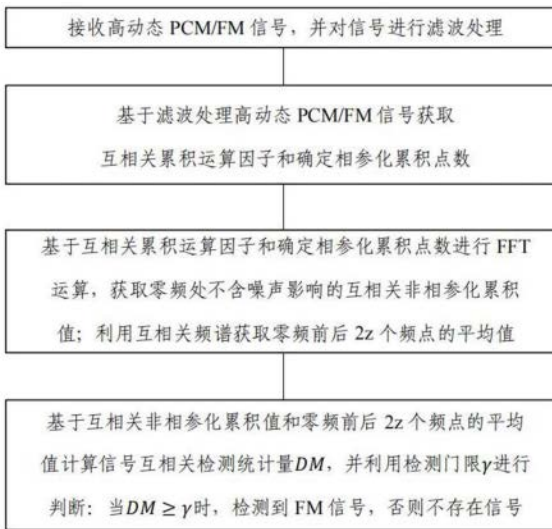 接收高动态 PCM/FM 信号，并对信号进行滤波处理
基于滤波处理高动态 PCM/FM 信号获取
互相关累积运算因子和确定相参化累积点数
基于互相关累积运算因子和确定相参化累积点数进行 FFT
运算，获取零频处不含噪声影响的互相关非相参化累积
值；利用互相关频谱获取零频前后 2z 个频点的平均值
基于互相关非相参化累积值和零频前后 2z 个频点的平均
值计算信号互相关检测统计量DM，并利用检测门限γ进行
判断：当DM ≥ γ时，检测到 FM 信号，否则不存在信号